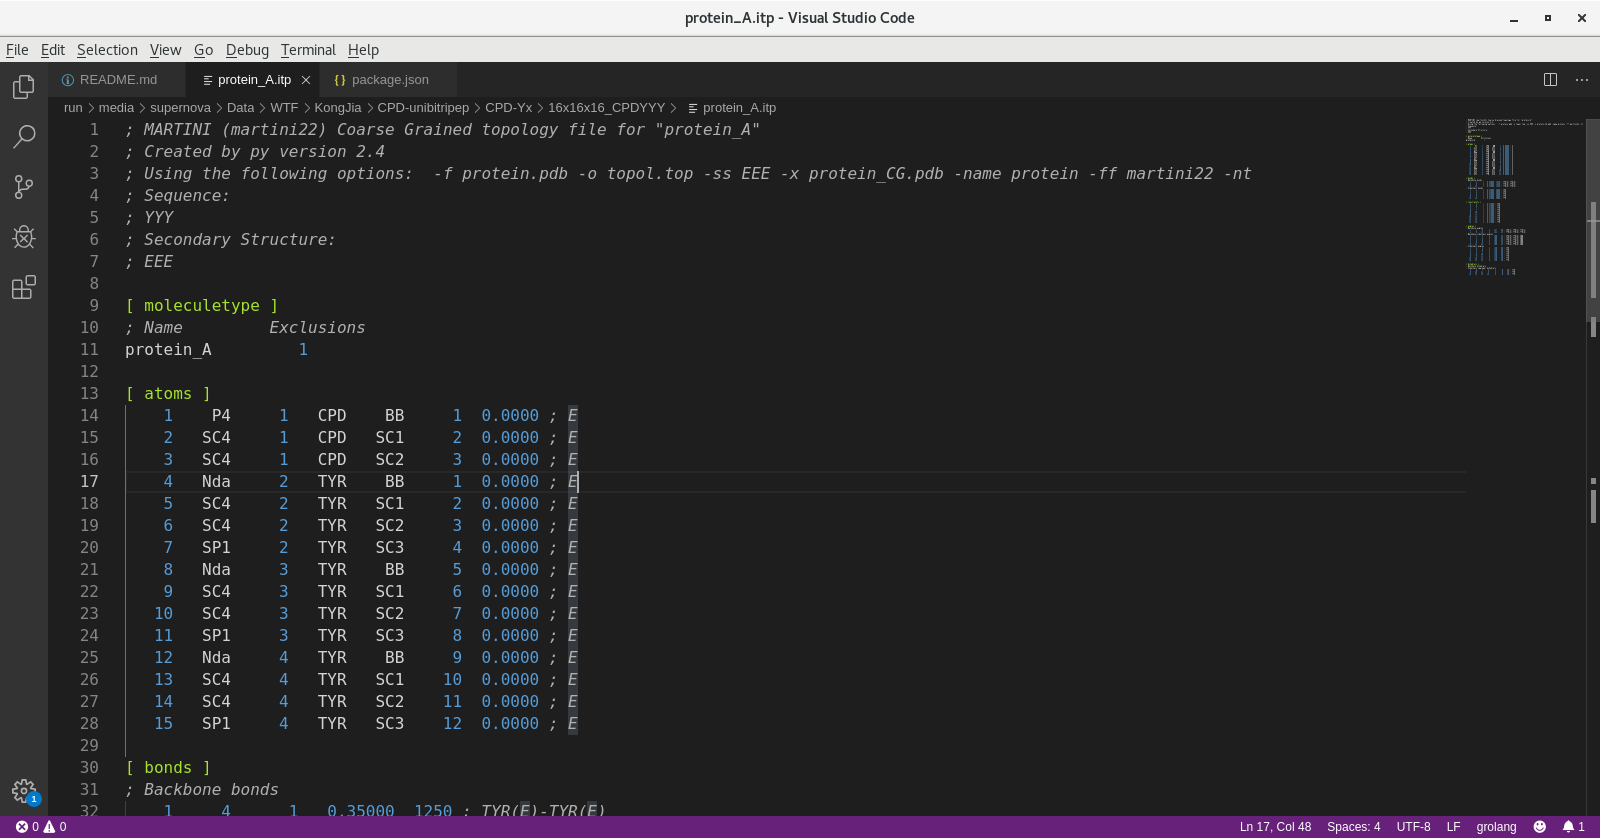 protein_A.itp - Visual Studio Code
File Edit Selection View Go Debug Terminal Help
README.md protein_A.itp package.json
run > media > supernova > Data > WTF > KongJia > CPD-unibitripep > CPD-Yx > 16x16x16_CPDYYY > protein_A.itp
1 ; MARTINI (martini22) Coarse Grained topology file for "protein_A"
2 ; Created by py version 2.4
3 ; Using the following options:  -f protein.pdb -o topol.top -ss EEE -x protein_CG.pdb -name protein -ff martini22 -nt
4 ; Sequence:
5 ; YYY
6 ; Secondary Structure:
7 ; EEE
8
9 [ moleculetype ]
10 ; Name         Exclusions
11 protein_A         1
12
13 [ atoms ]
14     1    P4     1   CPD    BB     1  0.0000 ; E
15     2   SC4     1   CPD   SC1     2  0.0000 ; E
16     3   SC4     1   CPD   SC2     3  0.0000 ; E
17     4   Nda     2   TYR    BB     1  0.0000 ; E
18     5   SC4     2   TYR   SC1     2  0.0000 ; E
19     6   SC4     2   TYR   SC2     3  0.0000 ; E
20     7   SP1     2   TYR   SC3     4  0.0000 ; E
21     8   Nda     3   TYR    BB     5  0.0000 ; E
22     9   SC4     3   TYR   SC1     6  0.0000 ; E
23    10   SC4     3   TYR   SC2     7  0.0000 ; E
24    11   SP1     3   TYR   SC3     8  0.0000 ; E
25    12   Nda     4   TYR    BB     9  0.0000 ; E
26    13   SC4     4   TYR   SC1    10  0.0000 ; E
27    14   SC4     4   TYR   SC2    11  0.0000 ; E
28    15   SP1     4   TYR   SC3    12  0.0000 ; E
29
30 [ bonds ]
31 ; Backbone bonds
32     1     4      1   0.35000  1250 ; TYR(E)-TYR(E)
1
0 0 Ln 17, Col 48 Spaces: 4 UTF-8 LF golang 1